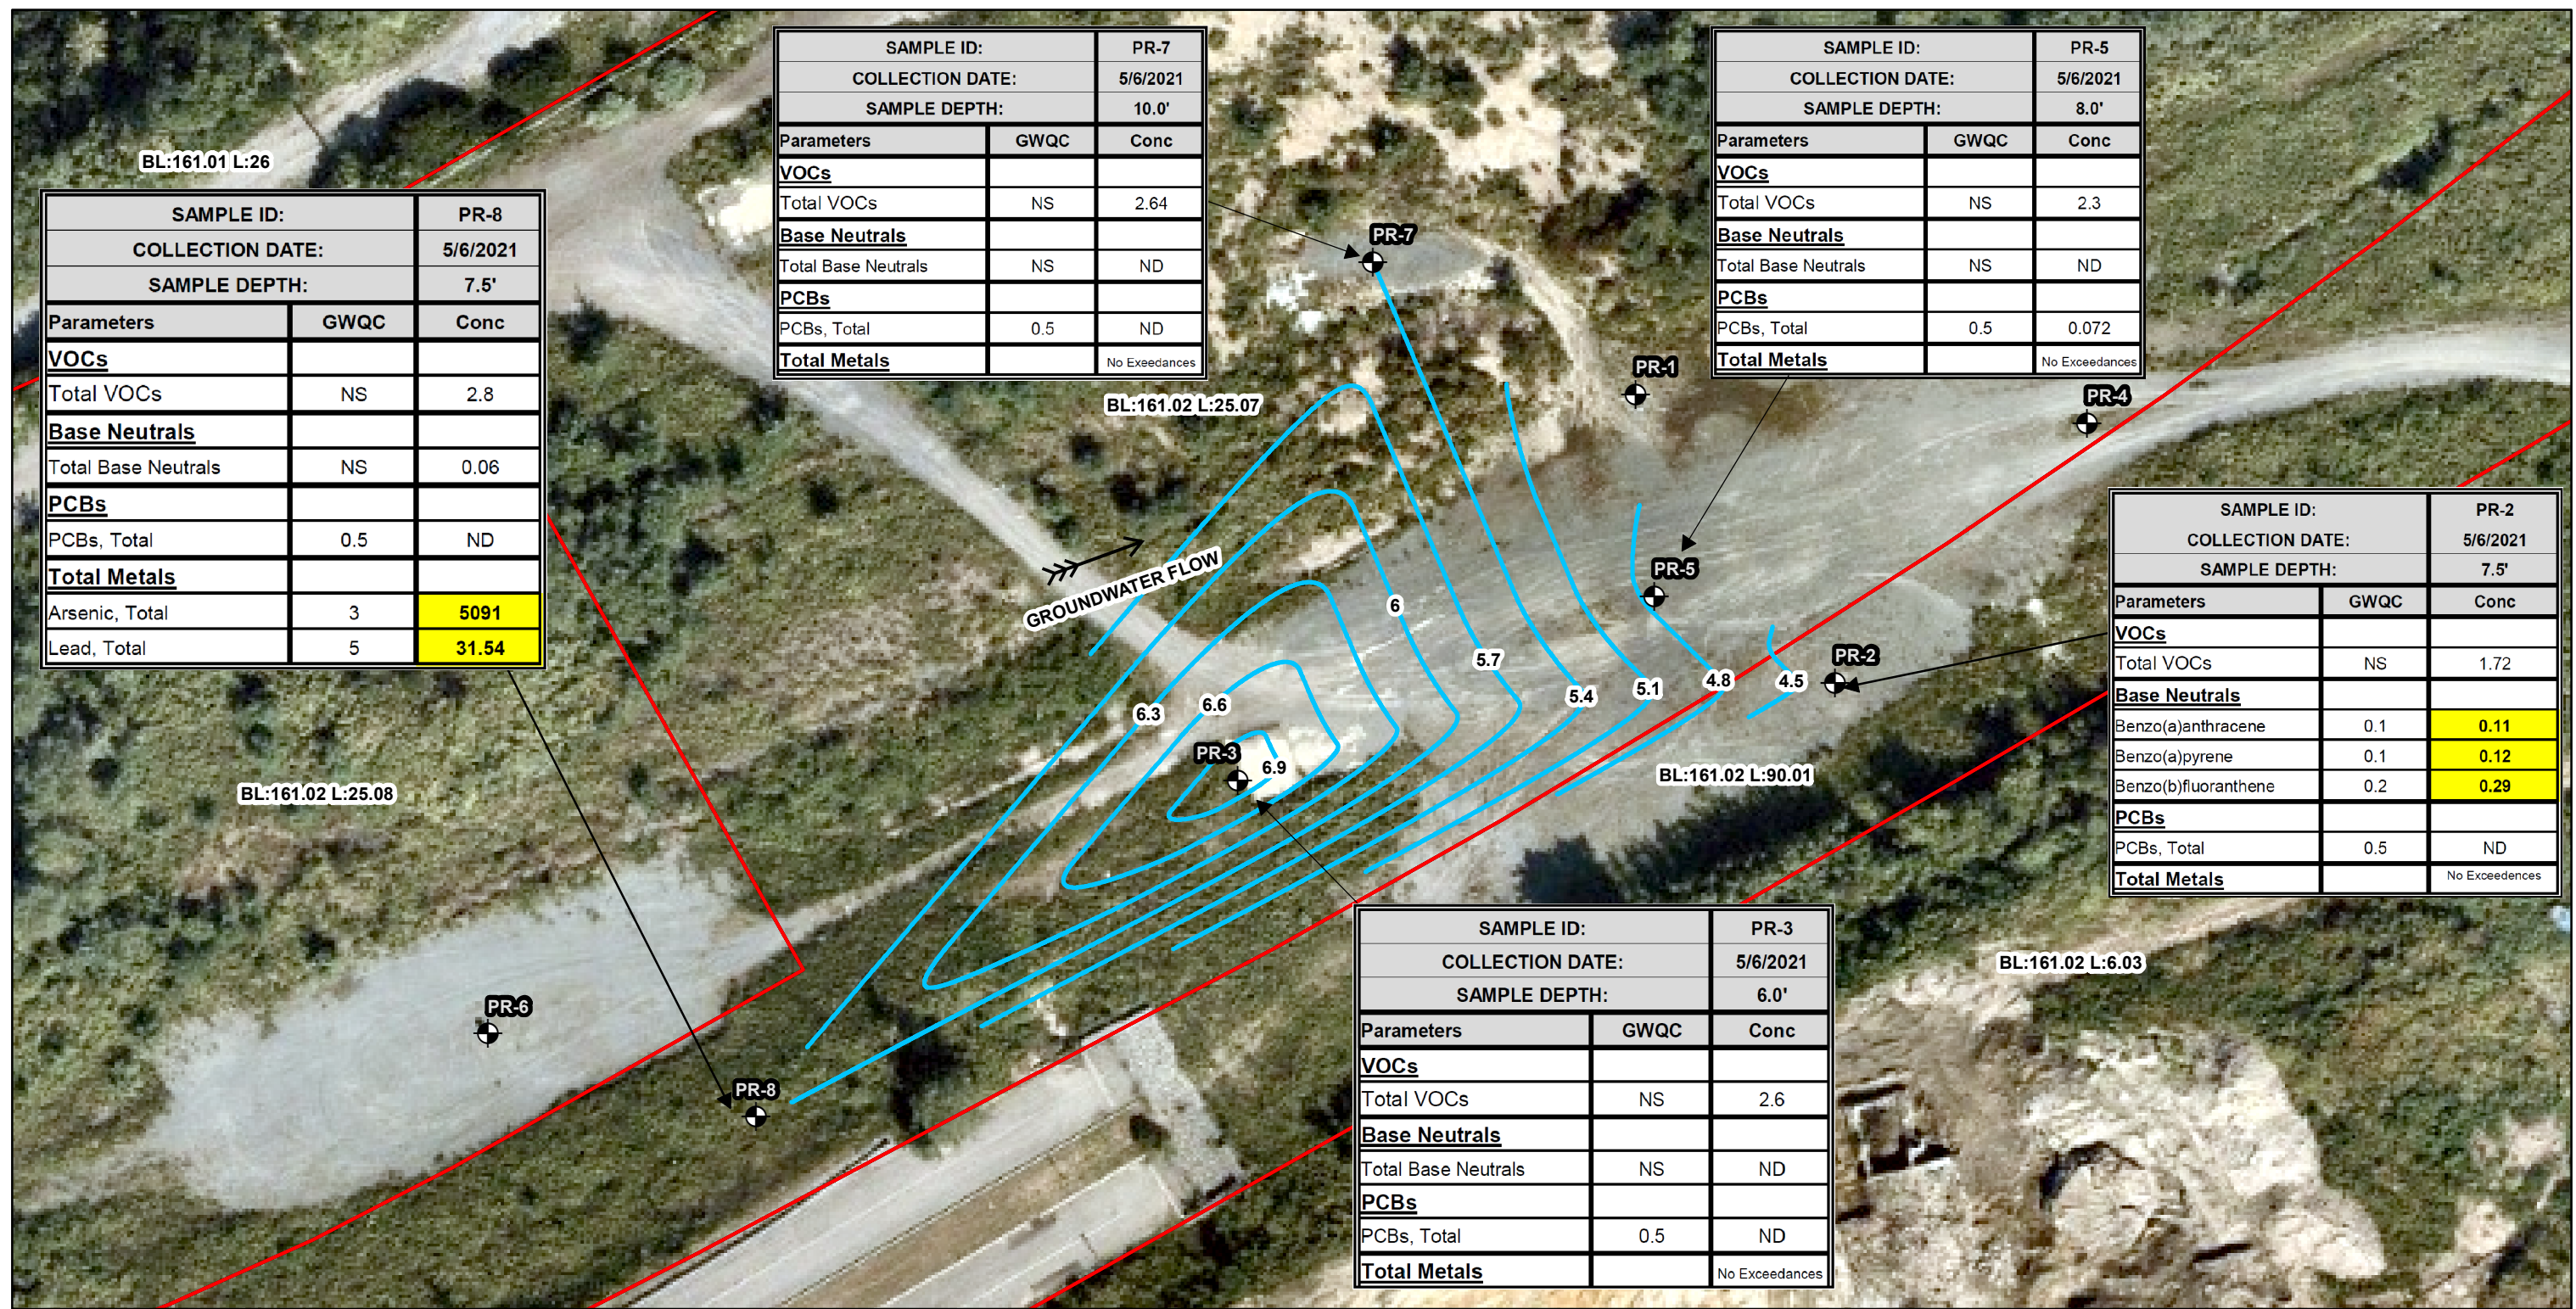 BL:161.01 L:26
SAMPLE ID: PR-8
COLLECTION DATE: 5/6/2021
SAMPLE DEPTH: 7.5'
Parameters GWQC Conc
VOCs
Total VOCs NS 2.8
Base Neutrals
Total Base Neutrals NS 0.06
PCBs
PCBs, Total 0.5 ND
Total Metals
Arsenic, Total 3 5091
Lead, Total 5 31.54
SAMPLE ID: PR-7
COLLECTION DATE: 5/6/2021
SAMPLE DEPTH: 10.0'
Parameters GWQC Conc
VOCs
Total VOCs NS 2.64
Base Neutrals
Total Base Neutrals NS ND
PCBs
PCBs, Total 0.5 ND
Total Metals No Exeedances
SAMPLE ID: PR-5
COLLECTION DATE: 5/6/2021
SAMPLE DEPTH: 8.0'
Parameters GWQC Conc
VOCs
Total VOCs NS 2.3
Base Neutrals
Total Base Neutrals NS ND
PCBs
PCBs, Total 0.5 0.072
Total Metals No Exceedances
PR-7
PR-1
PR-4
BL:161.02 L:25.07
GROUNDWATER FLOW
PR-5
PR-2
6
5.7
5.4
5.1
4.8
4.5
6.3
6.6
PR-3
6.9
BL:161.02 L:90.01
BL:161.02 L:25.08
SAMPLE ID: PR-2
COLLECTION DATE: 5/6/2021
SAMPLE DEPTH: 7.5'
Parameters GWQC Conc
VOCs
Total VOCs NS 1.72
Base Neutrals
Benzo(a)anthracene 0.1 0.11
Benzo(a)pyrene 0.1 0.12
Benzo(b)fluoranthene 0.2 0.29
PCBs
PCBs, Total 0.5 ND
Total Metals No Exceedences
SAMPLE ID: PR-3
COLLECTION DATE: 5/6/2021
SAMPLE DEPTH: 6.0'
Parameters GWQC Conc
VOCs
Total VOCs NS 2.6
Base Neutrals
Total Base Neutrals NS ND
PCBs
PCBs, Total 0.5 ND
Total Metals No Exceedances
BL:161.02 L:6.03
PR-6
PR-8